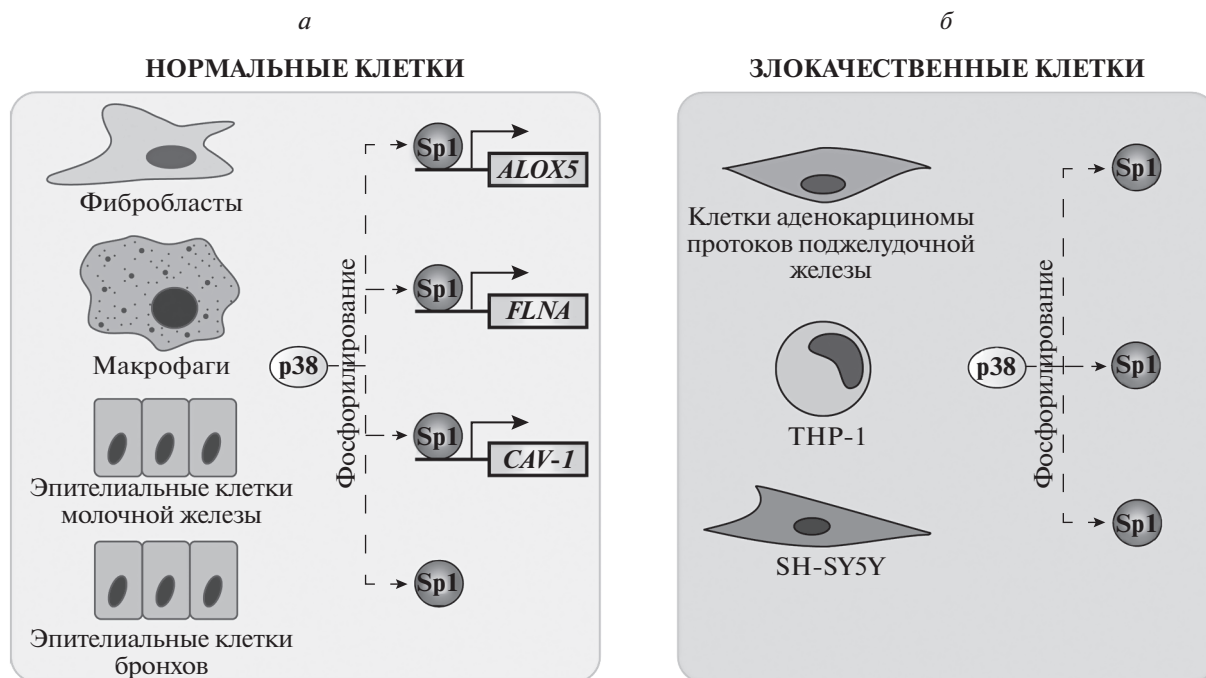 а
НОРМАЛЬНЫЕ КЛЕТКИ
Sp1
ALOX5
Фибробласты
Sp1
FLNA
Макрофаги
p38
Фосфорилирование
Sp1
CAV-1
Эпителиальные клетки
молочной железы
Sp1
Эпителиальные клетки
бронхов
б
ЗЛОКАЧЕСТВЕННЫЕ КЛЕТКИ
Sp1
Клетки аденокарциномы
протоков поджелудочной
железы
THP-1
p38
Фосфорилирование
Sp1
Sp1
SH-SY5Y